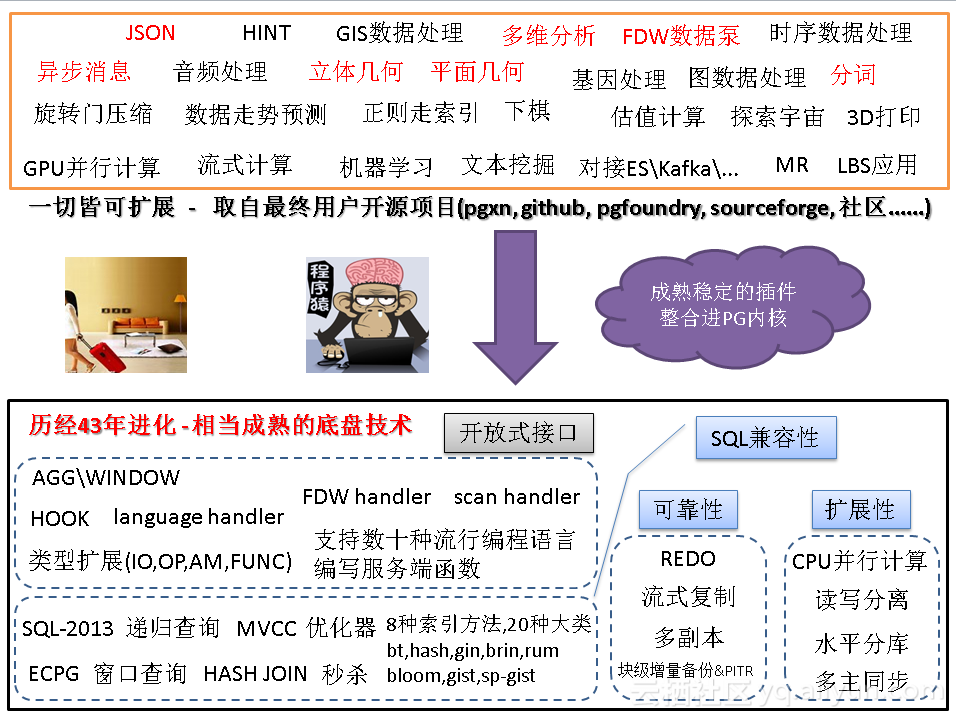 JSON HINT GIS数据处理 多维分析 FDW数据泵 时序数据处理
异步消息 音频处理 立体几何 平面几何 基因处理 图数据处理 分词
旋转门压缩 数据走势预测 正则走索引 下棋 估值计算 探索宇宙 3D打印
GPU并行计算 流式计算 机器学习 文本挖掘 对接ES\Kafka\... MR LBS应用
一切皆可扩展 - 取自最终用户开源项目(pgxn, github, pgfoundry, sourceforge, 社区......)
程序猿
成熟稳定的插件
整合进PG内核
历经43年进化 - 相当成熟的底盘技术
开放式接口
AGG\WINDOW
HOOK language handler FDW handler scan handler
类型扩展(IO,OP,AM,FUNC)
支持数十种流行编程语言
编写服务端函数
SQL-2013 递归查询 MVCC 优化器
ECPG 窗口查询 HASH JOIN 秒杀
8种索引方法,20种大类
bt,hash,gin,brin,rum
bloom,gist,sp-gist
SQL兼容性
可靠性
REDO
流式复制
多副本
块级增量备份&PITR
扩展性
CPU并行计算
读写分离
水平分库
多主同步
云栖社区 yq.aliyun.com